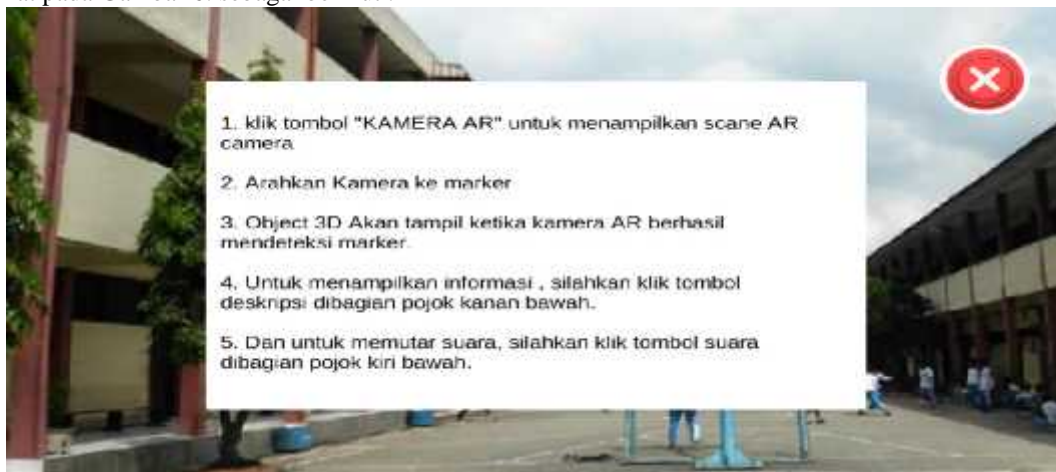 1. klik tombol "KAMERA AR" untuk menampilkan scane AR
camera
2. Arahkan Kamera ke marker
3. Object 3D Akan tampil ketika kamera AR berhasil
mendeteksi marker.
4. Untuk menampilkan informasi , silahkan klik tombol
deskripsi dibagian pojok kanan bawah.
5. Dan untuk memutar suara, silahkan klik tombol suara
dibagian pojok kiri bawah.